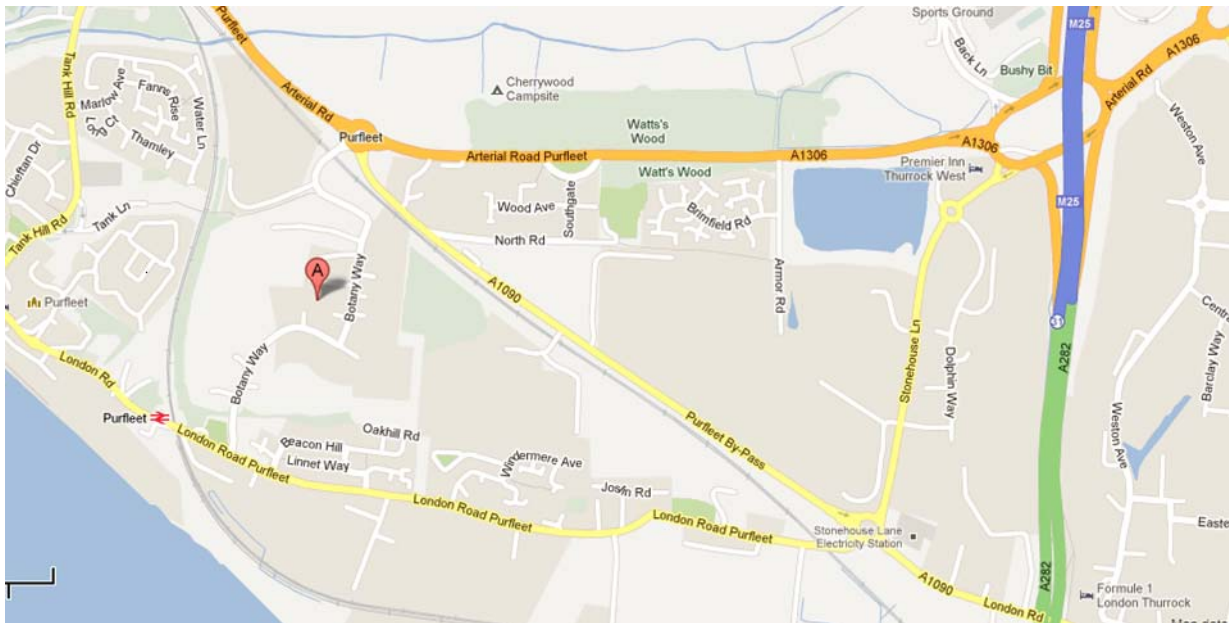 Sports Ground
M25
A1306
Purfleet
Back Ln
Bushy Bit
Tank Hill Rd
Marlow Ave
Fanns
Rise
Water Ln
Thamley
Arterial Rd
Cherrywood
Campsite
Arterial Rd
Weston Ave
Watts's
Wood
Purfleet
Arterial Road Purfleet
A1306
A1306
Premier Inn
Thurrock West
Watt's Wood
Chieftan Dr
M25
Tank Ln
Wood Ave
Southgate
Brimfield Rd
Tank Hill Rd
North Rd
A
Botany Way
A1090
Armor Rd
Purfleet
31
Stonehouse Ln
Dolphin Way
A282
Barclay Way
London Rd
Botany Way
Purfleet
Purfleet By-Pass
Weston Ave
Oakhill Rd
Beacon Hill
Linnet Way
London Road Purfleet
Windermere Ave
London Road Purfleet
London Road Purfleet
Stonehouse Lane
Electricity Station
A1090
London Rd
A282
Formule 1
London Thurrock